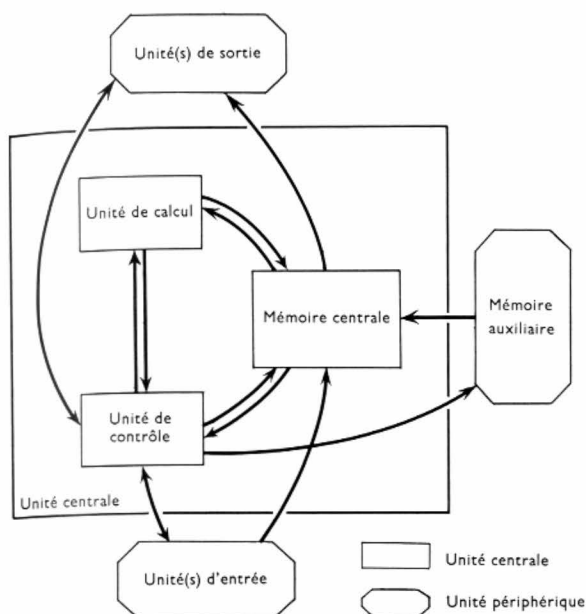 Unité(s) de sortie
Unité de calcul
Mémoire centrale
Mémoire
auxiliaire
Unité de
contrôle
Unité centrale
Unité(s) d'entrée
Unité centrale
Unité périphérique